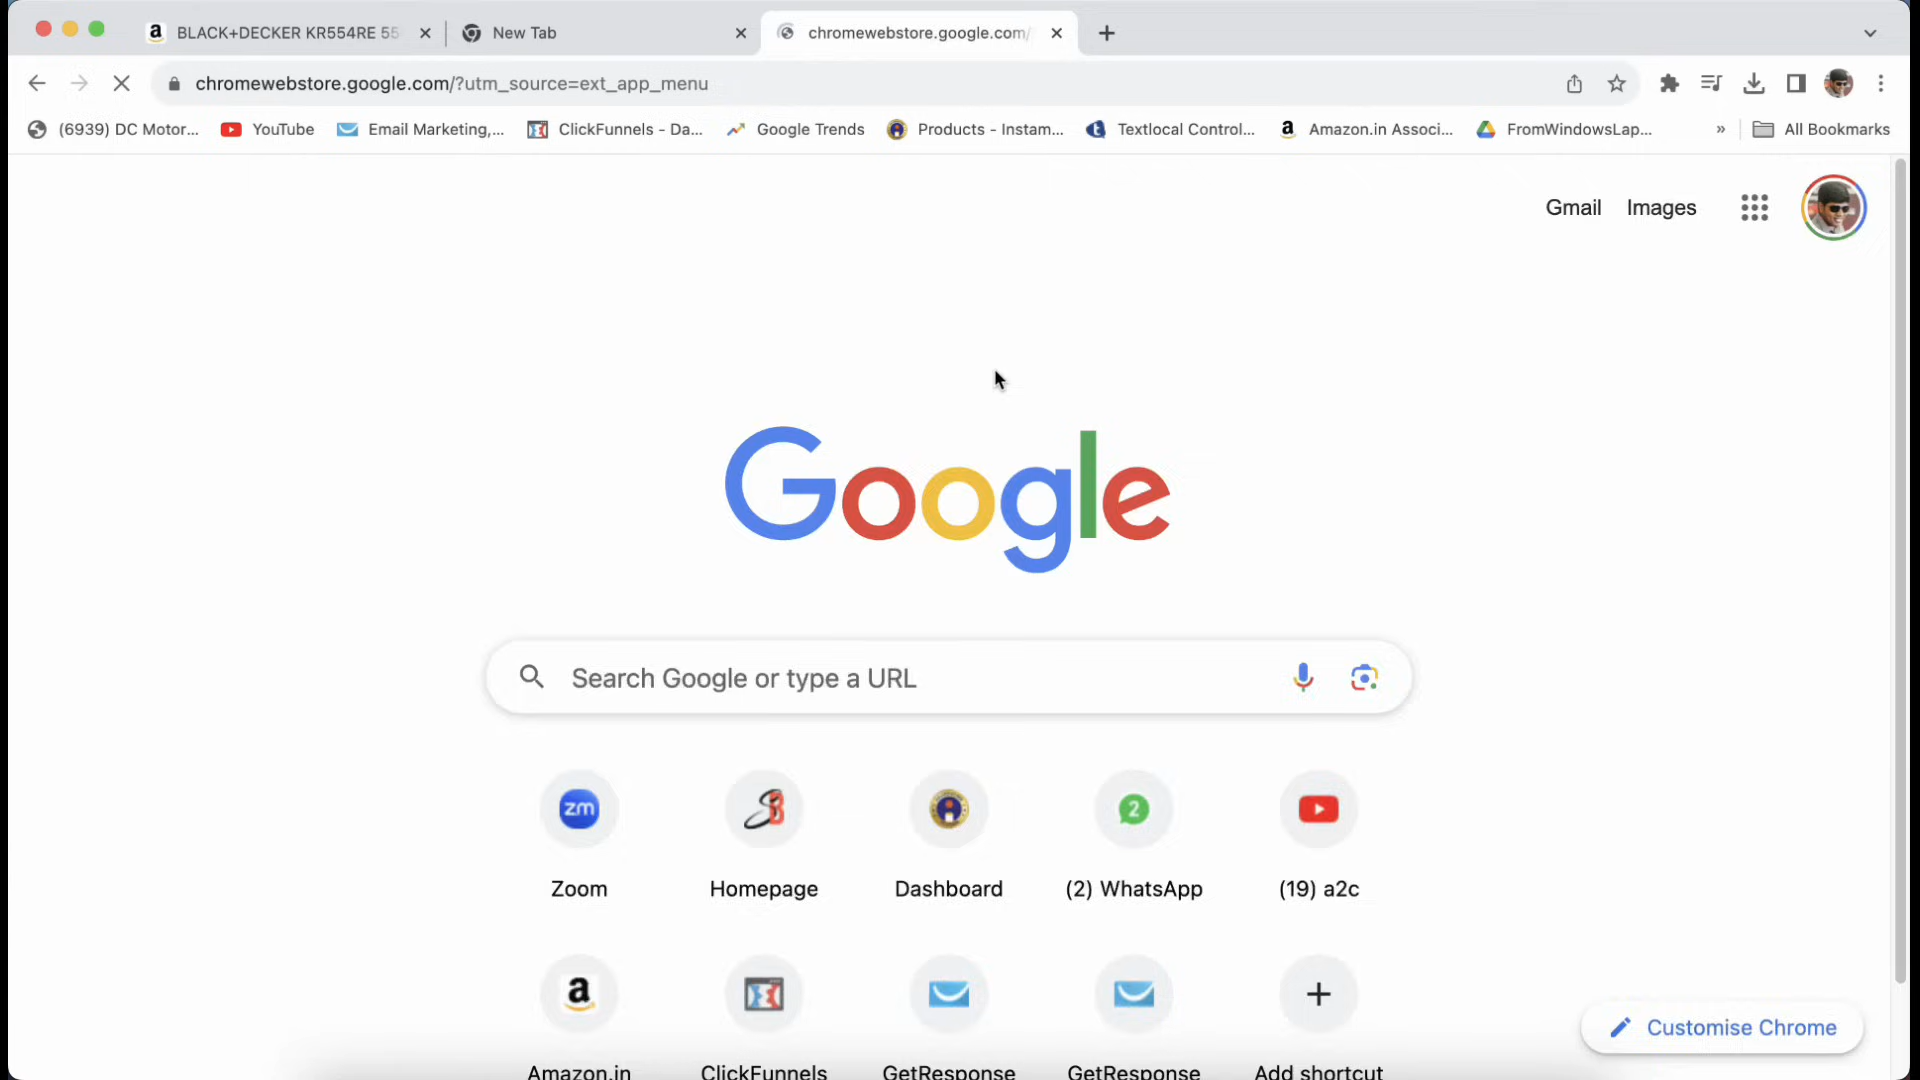 BLACK+DECKER KR554RE 55
New Tab
chromewebstore.google.com/
chromewebstore.google.com/?utm_source=ext_app_menu
(6939) DC Motor...
YouTube
Email Marketing,...
ClickFunnels - Da...
Google Trends
Products - Instam...
Textlocal Control...
Amazon.in Associ...
FromWindowsLap...
»
All Bookmarks
Gmail
Images
Google
Search Google or type a URL
zm
2
Zoom
Homepage
Dashboard
(2) WhatsApp
(19) a2c
a
Amazon.in
ClickFunnels
GetResponse
GetResponse
Add shortcut
Customise Chrome